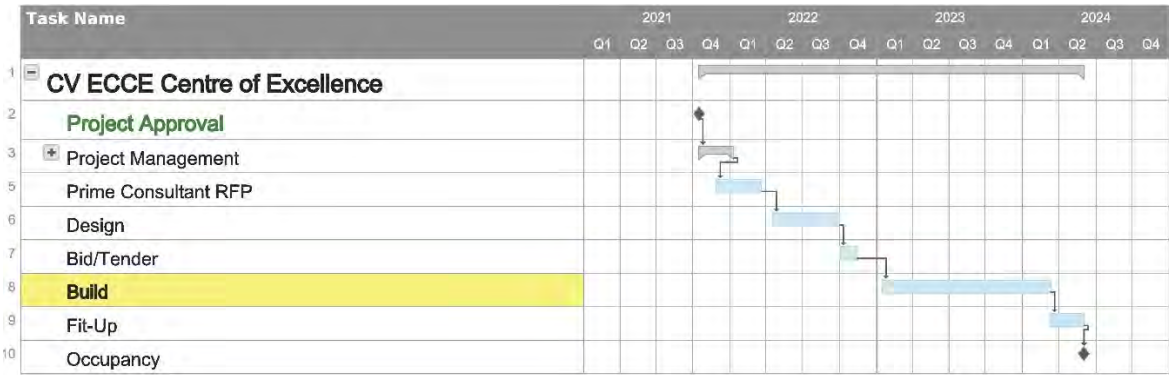 Task Name 2021 2022 2023 2024
Q1 Q2 Q3 Q4 Q1 Q2 Q3 Q4 Q1 Q2 Q3 Q4 Q1 Q2 Q3 Q4
1 CV ECCE Centre of Excellence
2 Project Approval
3 Project Management
5 Prime Consultant RFP
6 Design
7 Bid/Tender
8 Build
9 Fit-Up
10 Occupancy